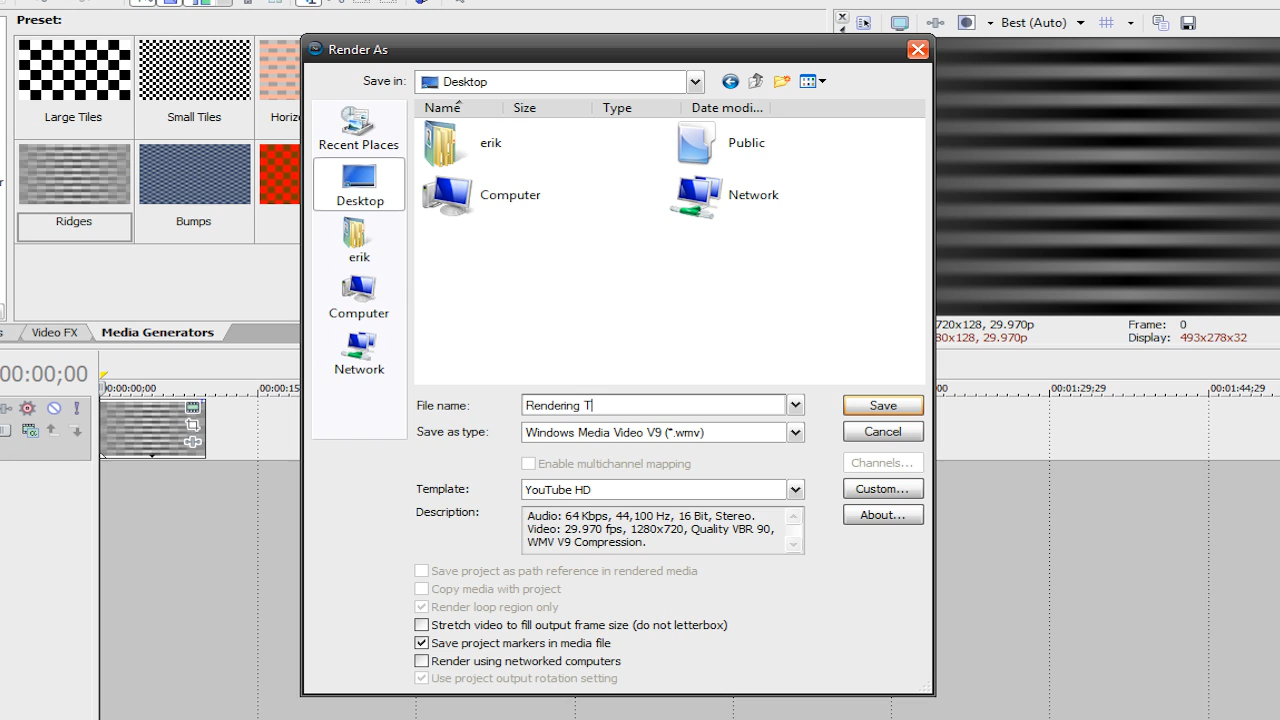 Preset:
Large Tiles
Small Tiles
Horiz
Ridges
Bumps
Video FX
Media Generators
Best (Auto)
Render As
Save in:
Desktop
Name
Size
Type
Date modi...
Recent Places
Desktop
erik
Computer
Network
erik
Public
Computer
Network
File name:
Rendering T
Save
Save as type:
Windows Media Video V9 (*.wmv)
Cancel
Enable multichannel mapping
Channels...
Template:
YouTube HD
Custom...
Description:
Audio: 64 Kbps, 44,100 Hz, 16 Bit, Stereo.
Video: 29.970 fps, 1280x720, Quality VBR 90,
WMV V9 Compression.
About...
Save project as path reference in rendered media
Copy media with project
Render loop region only
Stretch video to fill output frame size (do not letterbox)
Save project markers in media file
Render using networked computers
Use project output rotation setting
720x128, 29.970p
Frame: 0
80x128, 29.970p
Display: 493x278x32
00:00;00
00:00:00;00
00:00:15
00
00:01:29;29
00:01:44;29